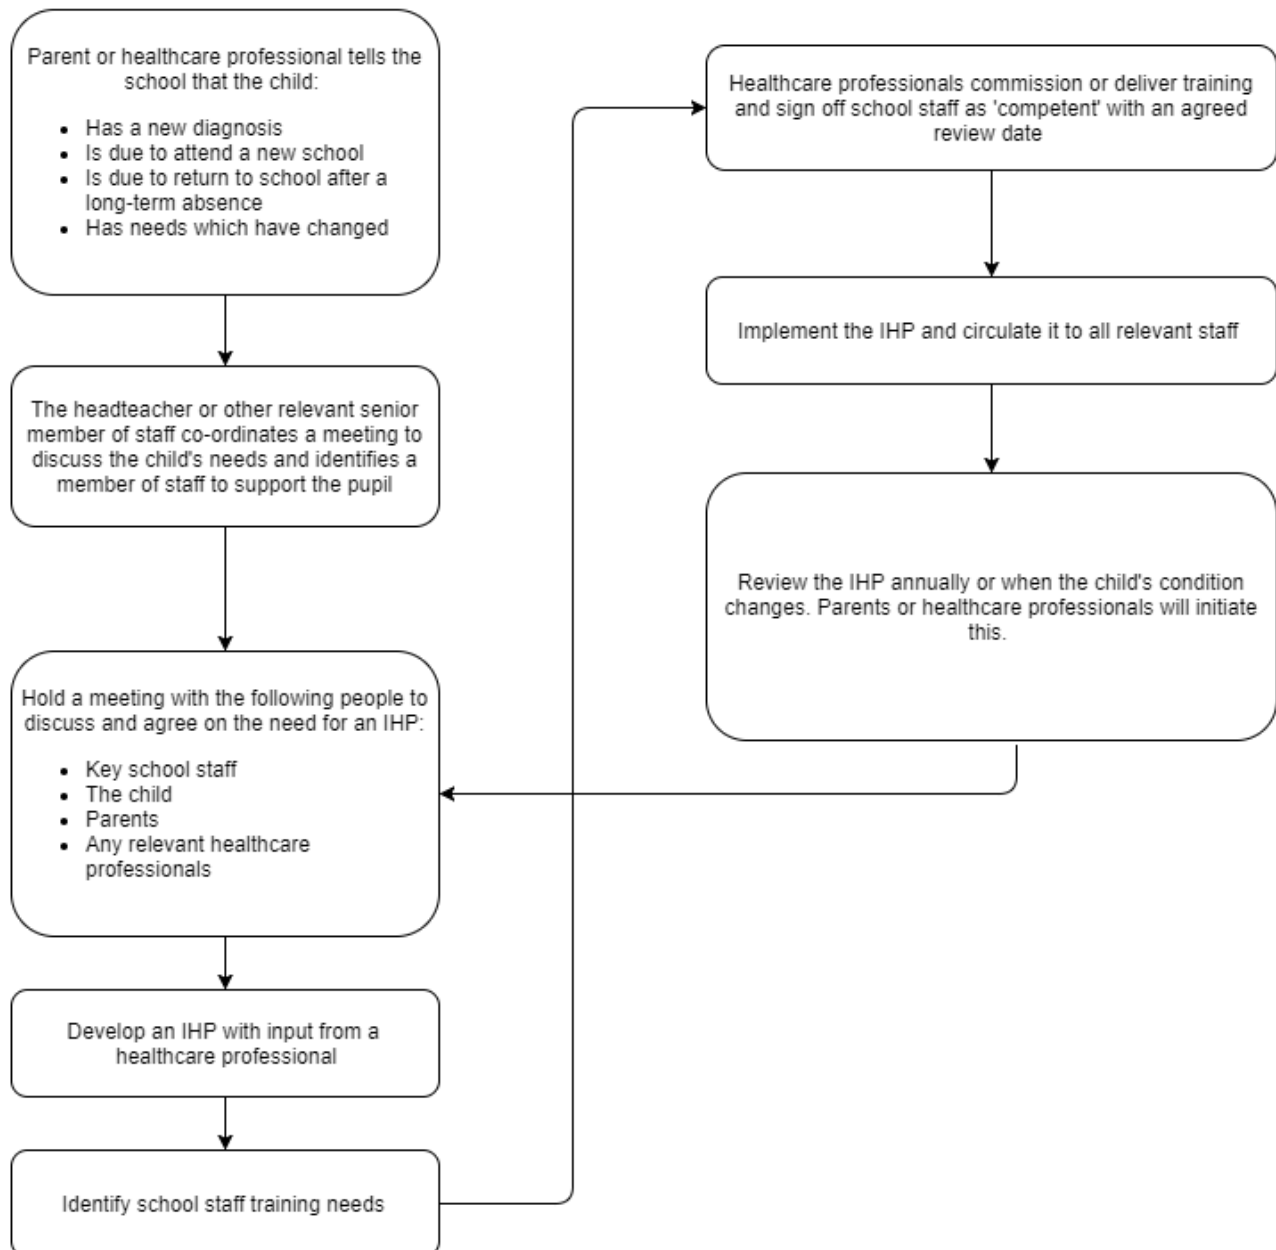 Parent or healthcare professional tells the
school that the child:
• Has a new diagnosis
• Is due to attend a new school
• Is due to return to school after a
long-term absence
• Has needs which have changed
The headteacher or other relevant senior
member of staff co-ordinates a meeting to
discuss the child's needs and identifies a
member of staff to support the pupil
Hold a meeting with the following people to
discuss and agree on the need for an IHP:
• Key school staff
• The child
• Parents
• Any relevant healthcare
professionals
Develop an IHP with input from a
healthcare professional
Identify school staff training needs
Healthcare professionals commission or deliver training
and sign off school staff as 'competent' with an agreed
review date
Implement the IHP and circulate it to all relevant staff
Review the IHP annually or when the child's condition
changes. Parents or healthcare professionals will initiate
this.